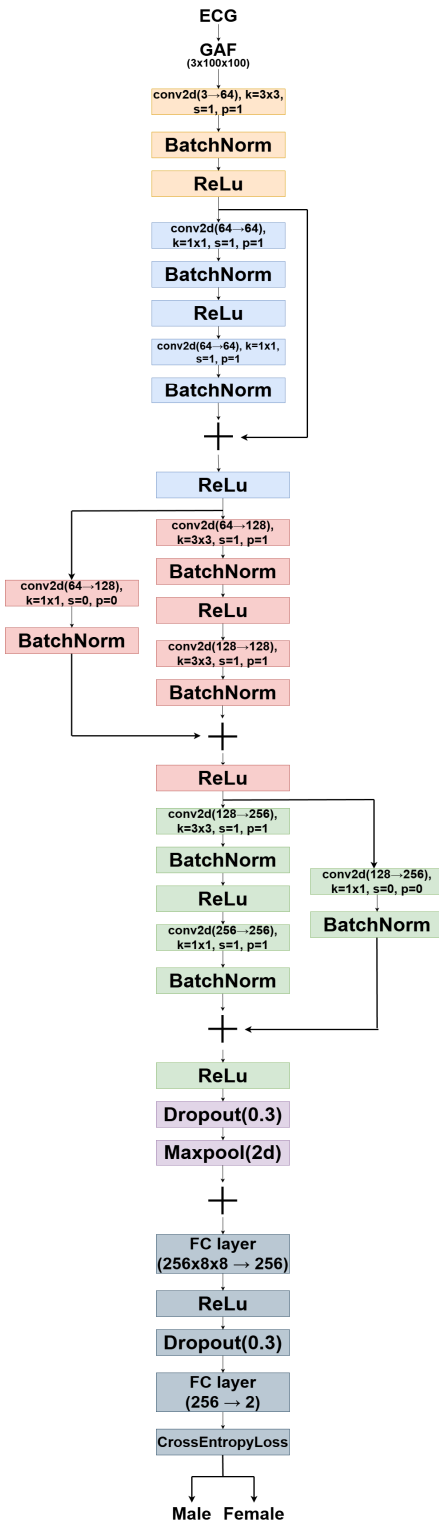 ECG
GAF
(3x100x100)
conv2d(3→64), k=3x3,
s=1, p=1
BatchNorm
ReLu
conv2d(64→64),
k=1x1, s=1, p=1
BatchNorm
ReLu
conv2d(64→64), k=1x1,
s=1, p=1
BatchNorm
ReLu
conv2d(64→128),
k=3x3, s=1, p=1
BatchNorm
ReLu
conv2d(128→128),
k=3x3, s=1, p=1
BatchNorm
conv2d(64→128),
k=1x1, s=0, p=0
BatchNorm
ReLu
conv2d(128→256),
k=3x3, s=1, p=1
BatchNorm
ReLu
conv2d(256→256),
k=1x1, s=1, p=1
BatchNorm
conv2d(128→256),
k=1x1, s=0, p=0
BatchNorm
ReLu
Dropout(0.3)
Maxpool(2d)
FC layer
(256x8x8 → 256)
ReLu
Dropout(0.3)
FC layer
(256 → 2)
CrossEntropyLoss
Male Female